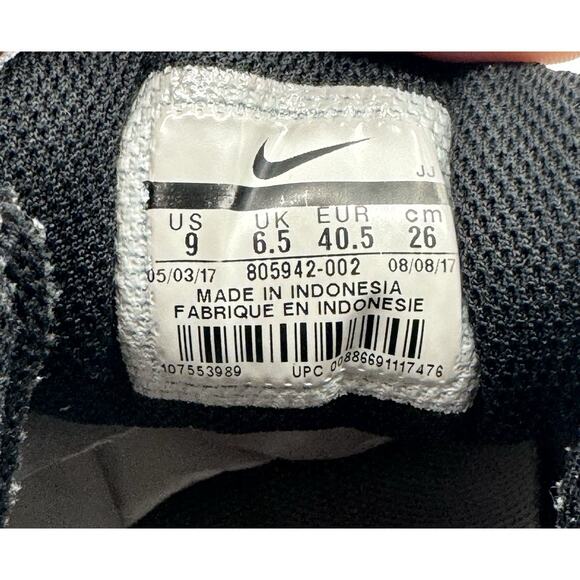 JJ
US UK EUR cm
9 6.5 40.5 26
05/03/17 805942-002 08/08/17
MADE IN INDONESIA
FABRIQUE EN INDONESIE
107553989 UPC 00886691117476